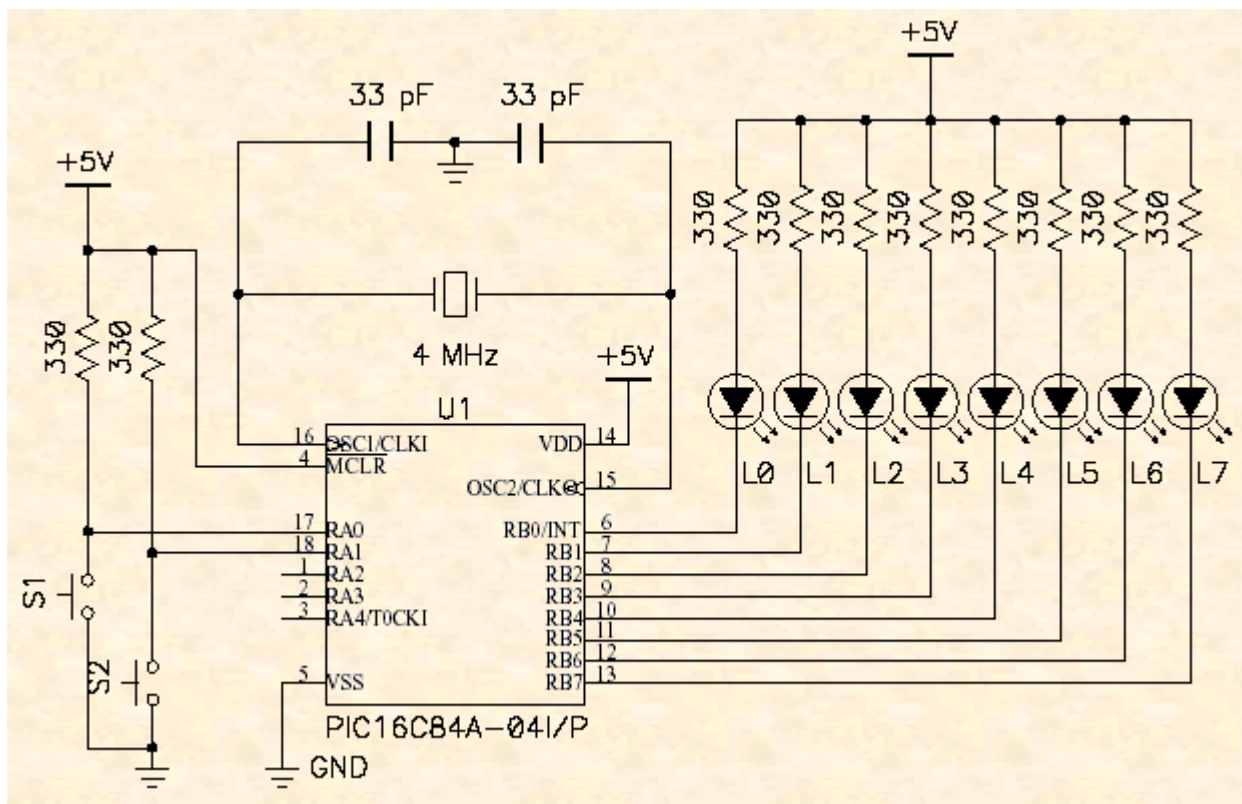 +5V
33 pF 33 pF
+5V
330 330 330 330 330 330 330 330
330 330
4 MHz
+5V
U1
16 OSC1/CLKI
4 MCLR
VDD 14
OSC2/CLKO 15
L0 L1 L2 L3 L4 L5 L6 L7
17 RA0
18 RA1
1 RA2
2 RA3
3 RA4/T0CKI
RB0/INT 6
RB1 7
RB2 8
RB3 9
RB4 10
RB5 11
RB6 12
RB7 13
S1
S2
5 VSS
PIC16C84A-04I/P
GND